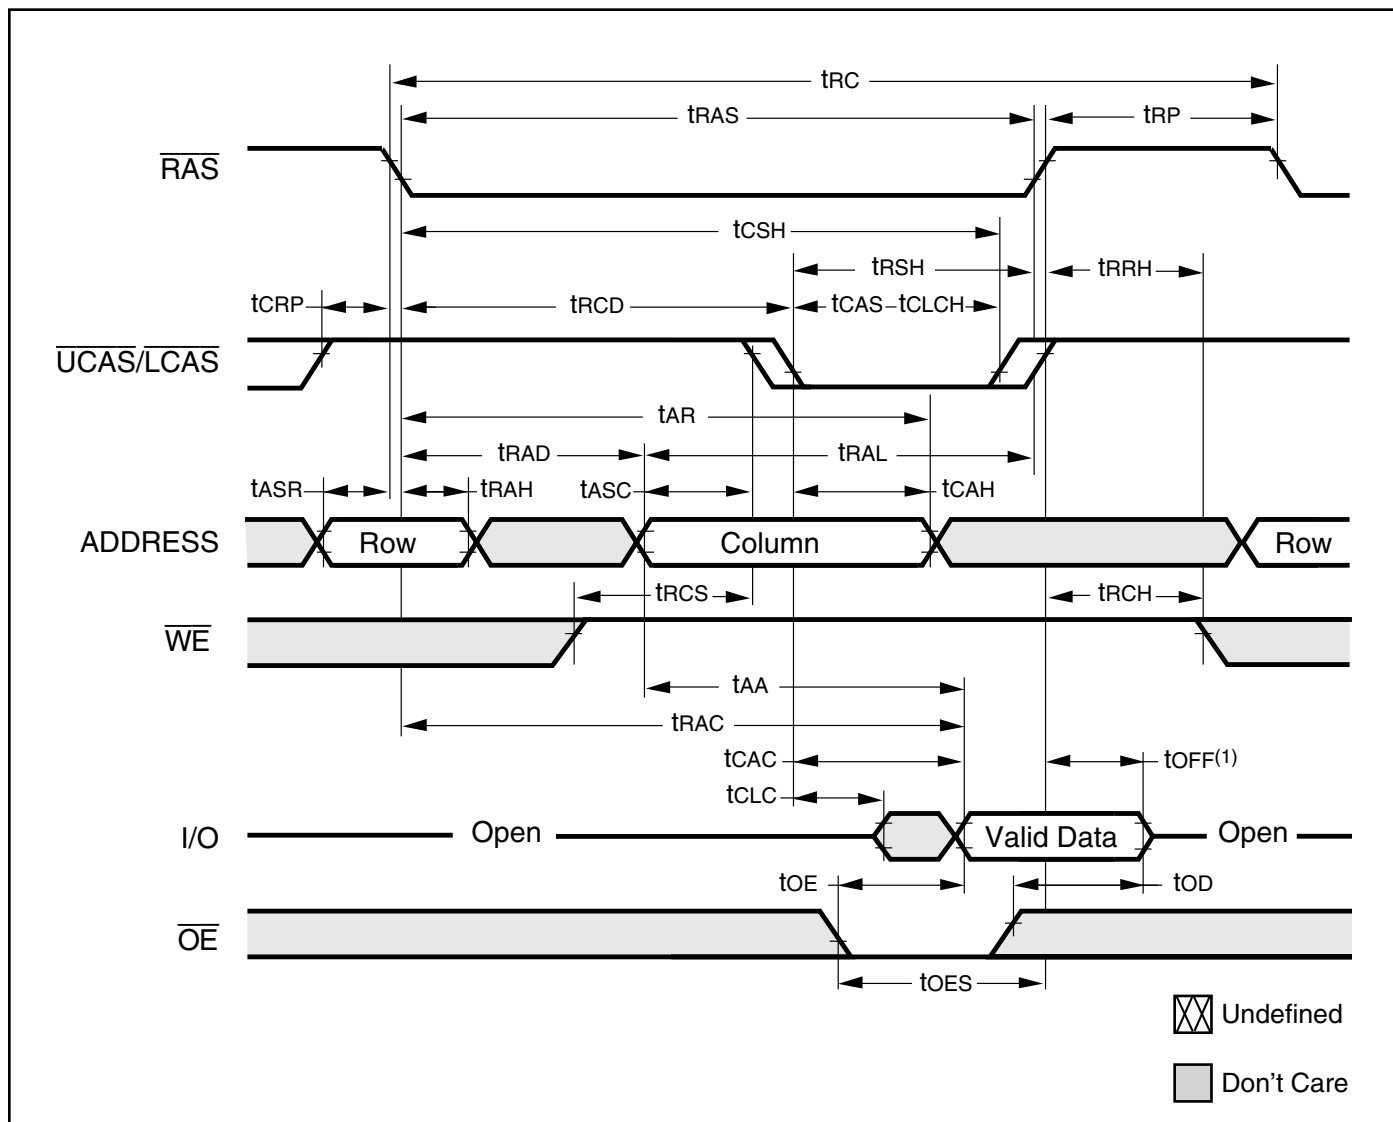 tRC
tRAS
tRP
RAS
tCSH
tRSH
tRRH
tCRP
tRCD
tCAS
tCLCH
UCAS/LCAS
tAR
tRAD
tRAL
tASR
tRAH
tASC
tCAH
ADDRESS
Row
Column
Row
tRCS
tRCH
WE
tAA
tRAC
tCAC
tOFF(1)
tCLC
I/O
Open
Valid Data
Open
tOE
tOD
OE
tOES
Undefined
Don't Care